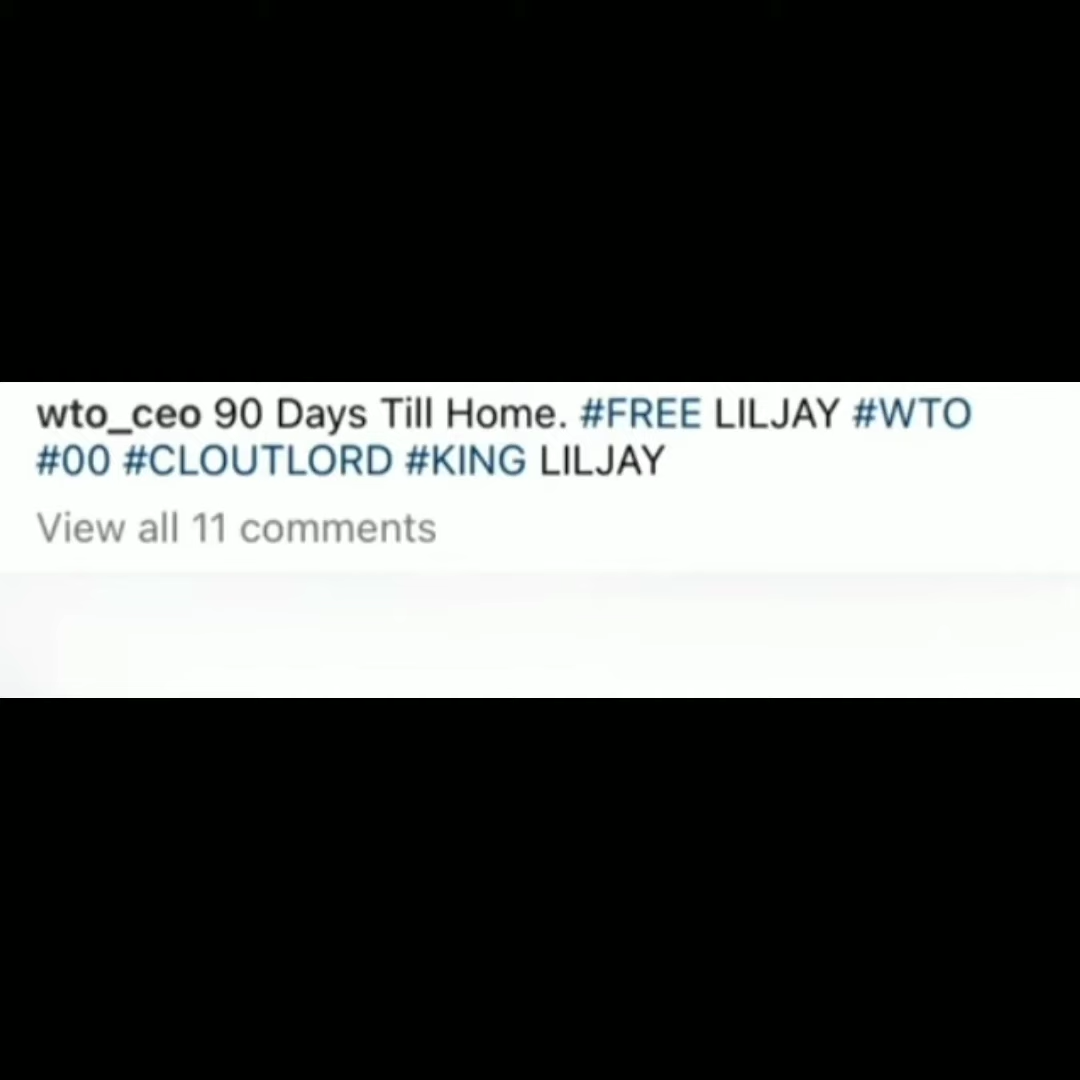 wto_ceo 90 Days Till Home. #FREE LILJAY #WTO
#00 #CLOUTLORD #KING LILJAY
View all 11 comments